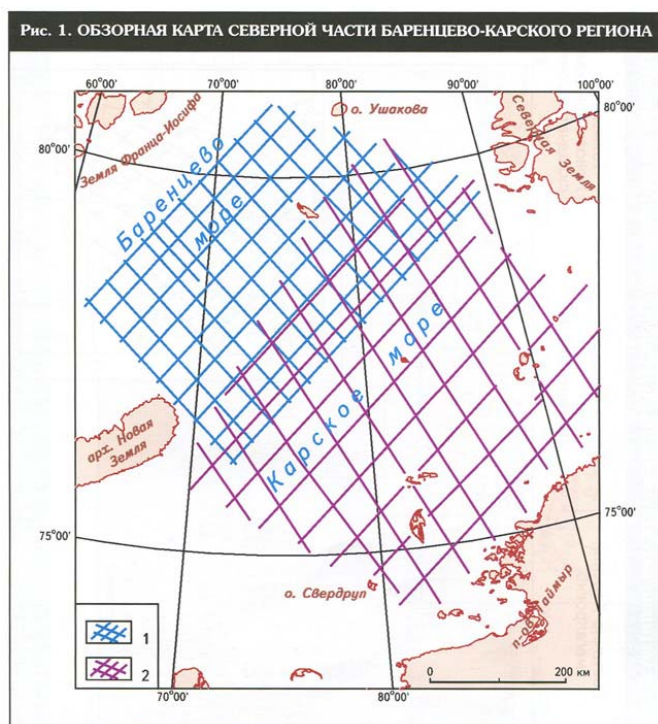 Рис. 1. ОБЗОРНАЯ КАРТА СЕВЕРНОЙ ЧАСТИ БАРЕНЦЕВО-КАРСКОГО РЕГИОНА
60°00' 70°00' 80°00' 90°00' 100°00'
80°00'
80°00'
о. Ушакова
Северная
Земля
Земля Франца-Иосифа
Баренцево
море
Карское море
арх. Новая
Земля
75°00'
75°00'
о. Свердруп
п-ов Таймыр
1
2
0 200 км
70°00' 80°00'